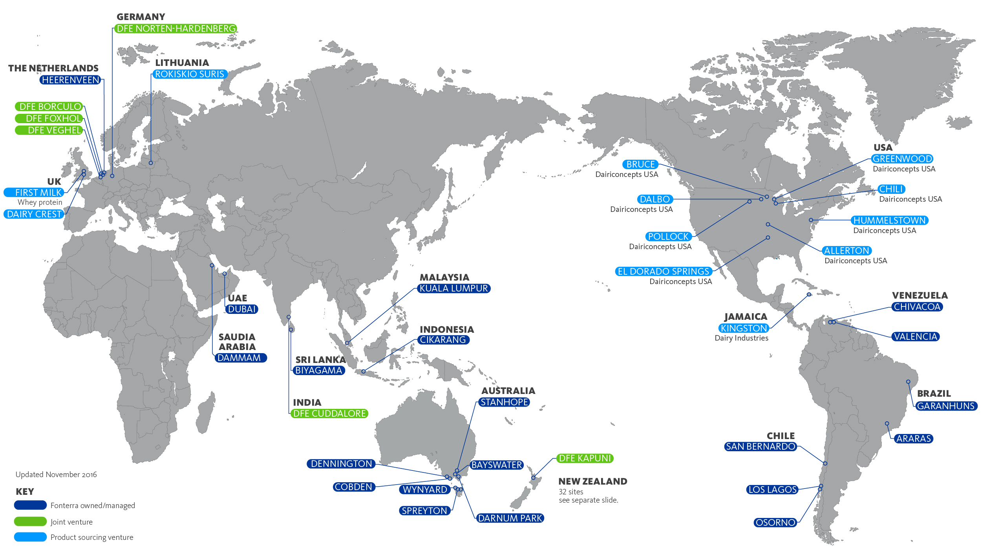 GERMANY
DFE NORTEN-HARDENBERG
LITHUANIA
ROKISKIO SURIS
THE NETHERLANDS
HEERENVEEN
DFE BORCULO
DFE FOXHOL
DFE VEGHEL
UK
FIRST MILK
Whey protein
DAIRY CREST
USA
GREENWOOD
Dairiconcepts USA
BRUCE
Dairiconcepts USA
CHILI
Dairiconcepts USA
DALBO
Dairiconcepts USA
HUMMELSTOWN
Dairiconcepts USA
POLLOCK
Dairiconcepts USA
ALLERTON
Dairiconcepts USA
EL DORADO SPRINGS
Dairiconcepts USA
MALAYSIA
KUALA LUMPUR
UAE
DUBAI
VENEZUELA
CHIVACOA
VALENCIA
JAMAICA
KINGSTON
Dairy Industries
INDONESIA
CIKARANG
SAUDIA
ARABIA
DAMMAM
SRI LANKA
BIYAGAMA
INDIA
DFE CUDDALORE
AUSTRALIA
STANHOPE
BRAZIL
GARANHUNS
ARARAS
CHILE
SAN BERNARDO
LOS LAGOS
OSORNO
DENNINGTON
BAYSWATER
COBDEN
WYNYARD
SPREYTON
DARNUM PARK
DFE KAPUNI
NEW ZEALAND
32 sites
see separate slide.
Updated November 2016
KEY
Fonterra owned/managed
Joint venture
Product sourcing venture